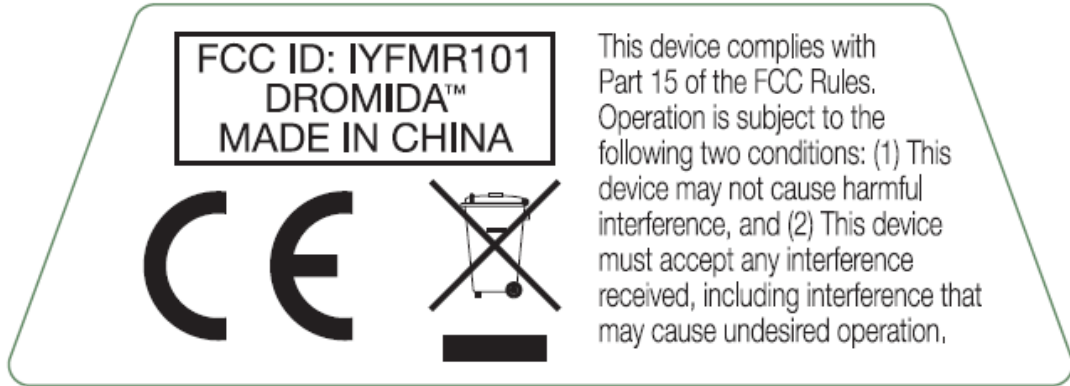 FCC ID: IYFMR101
DROMIDA™
MADE IN CHINA
CE
This device complies with
Part 15 of the FCC Rules.
Operation is subject to the
following two conditions: (1) This
device may not cause harmful
interference, and (2) This device
must accept any interference
received, including interference that
may cause undesired operation.